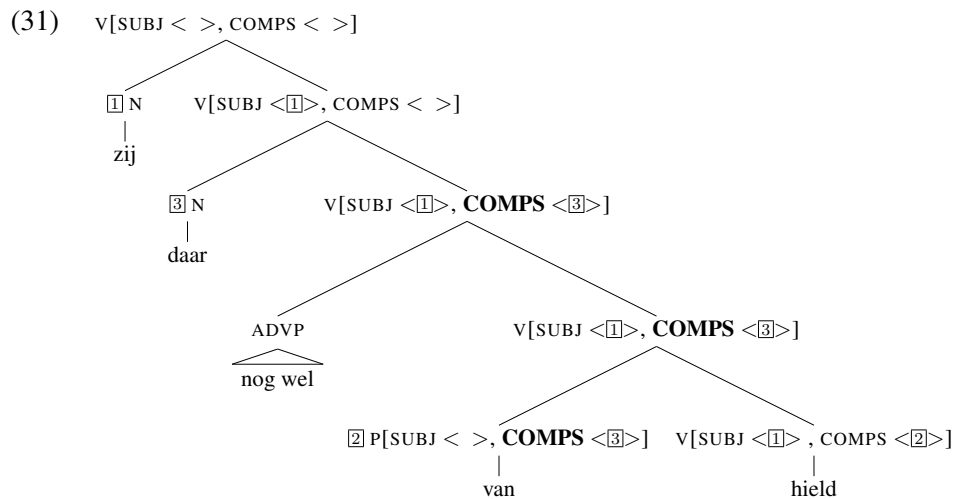 (31) V[SUBJ < >, COMPS < >]
1 N V[SUBJ <1>, COMPS < >]
zij
3 N V[SUBJ <1>, COMPS <3>]
daar
ADVP V[SUBJ <1>, COMPS <3>]
nog wel
2 P[SUBJ < >, COMPS <3>] V[SUBJ <1> , COMPS <2>]
van hield